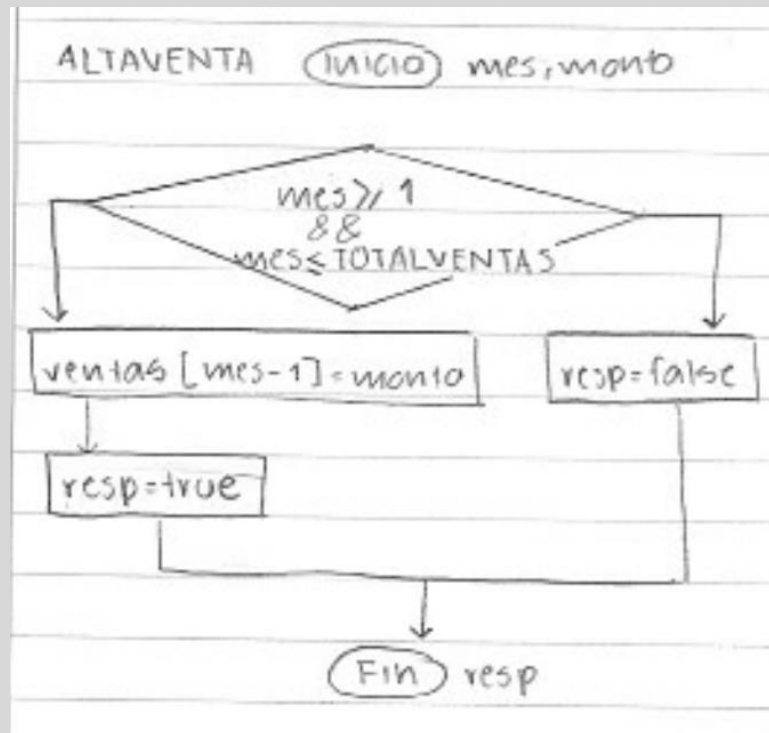 ALTAVENTA INICIO mes, monto
mes ≥ 1
&&
mes ≤ TOTALVENTAS
ventas [mes-1] = monto
resp = false
resp = true
Fin resp